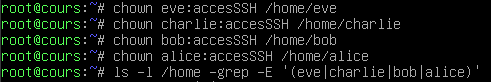 root@cours:~# chown eve:accesSSH /home/eve
root@cours:~# chown charlie:accesSSH /home/charlie
root@cours:~# chown bob:accesSSH /home/bob
root@cours:~# chown alice:accesSSH /home/alice
root@cours:~# ls -l /home -grep -E '(eve|charlie|bob|alice)'